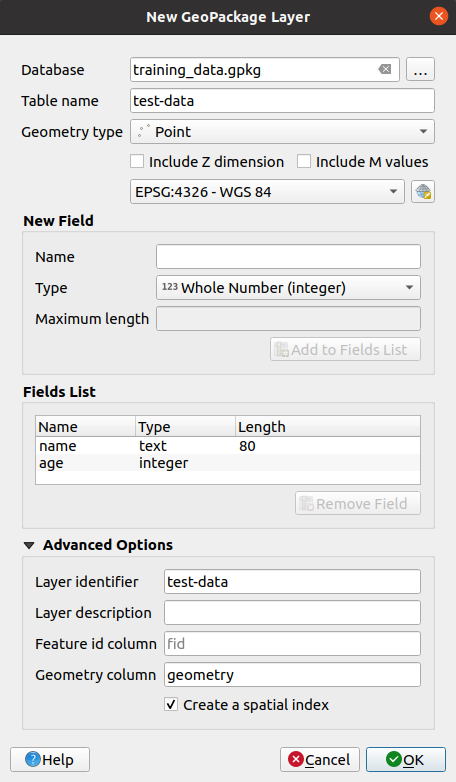 New GeoPackage Layer
Database training_data.gpkg ...
Table name test-data
Geometry type Point
Include Z dimension Include M values
EPSG:4326 - WGS 84
New Field
Name
Type 123 Whole Number (integer)
Maximum length
Add to Fields List
Fields List
Name Type Length
name text 80
age integer
Remove Field
Advanced Options
Layer identifier test-data
Layer description
Feature id column fid
Geometry column geometry
Create a spatial index
Help Cancel OK